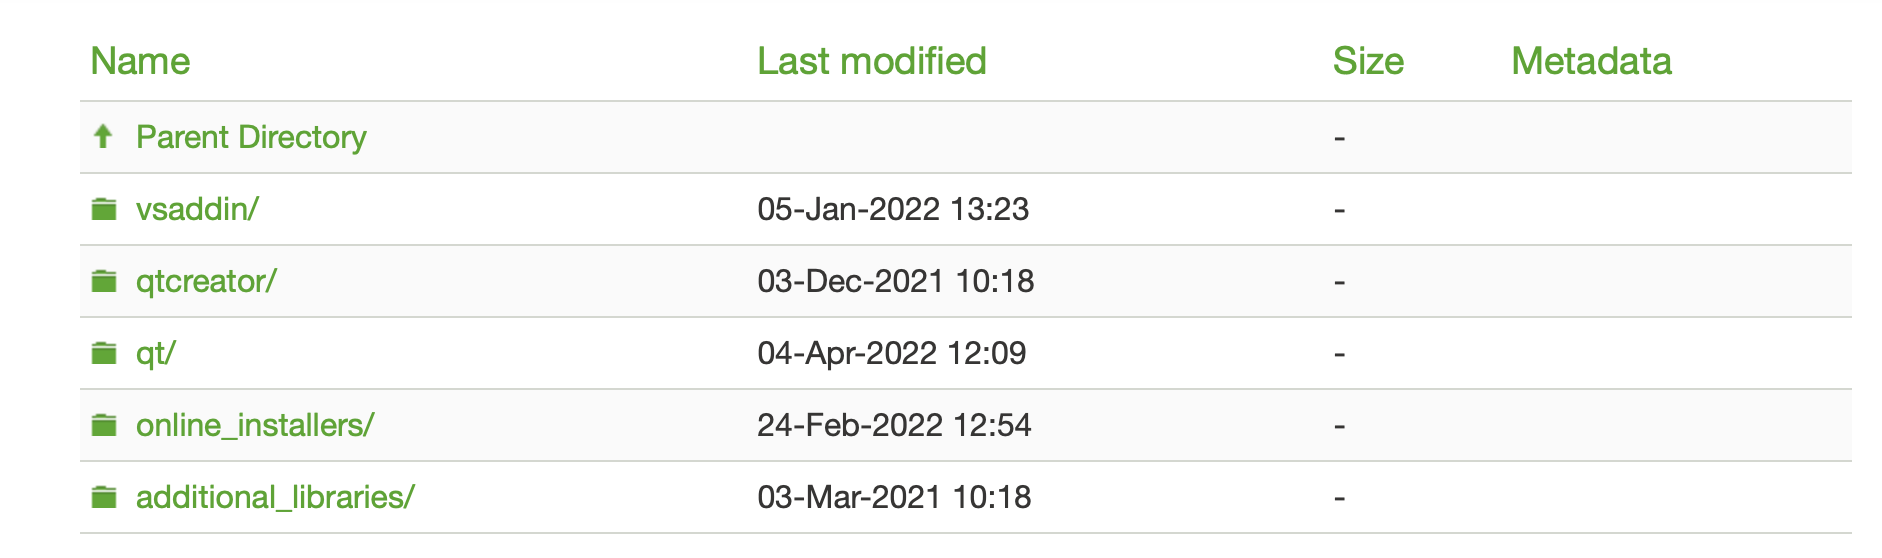 Name Last modified Size Metadata
Parent Directory -
vsaddin/ 05-Jan-2022 13:23 -
qtcreator/ 03-Dec-2021 10:18 -
qt/ 04-Apr-2022 12:09 -
online_installers/ 24-Feb-2022 12:54 -
additional_libraries/ 03-Mar-2021 10:18 -